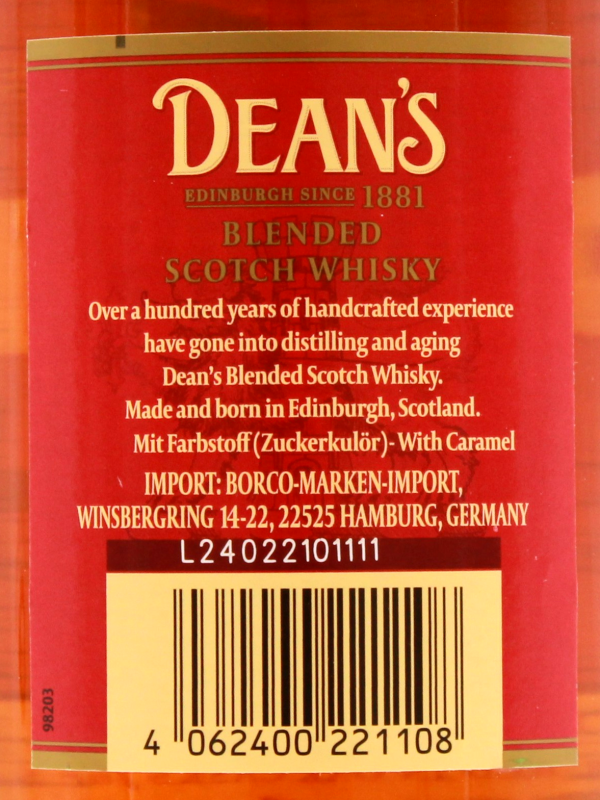 DEAN'S
EDINBURGH SINCE 1881
BLENDED
SCOTCH WHISKY
Over a hundred years of handcrafted experience
have gone into distilling and aging
Dean's Blended Scotch Whisky.
Made and born in Edinburgh, Scotland.
Mit Farbstoff (Zuckerkulör)- With Caramel
IMPORT: BORCO-MARKEN-IMPORT,
WINSBERGRING 14-22, 22525 HAMBURG, GERMANY
L24022101111
98203
4 062400 221108